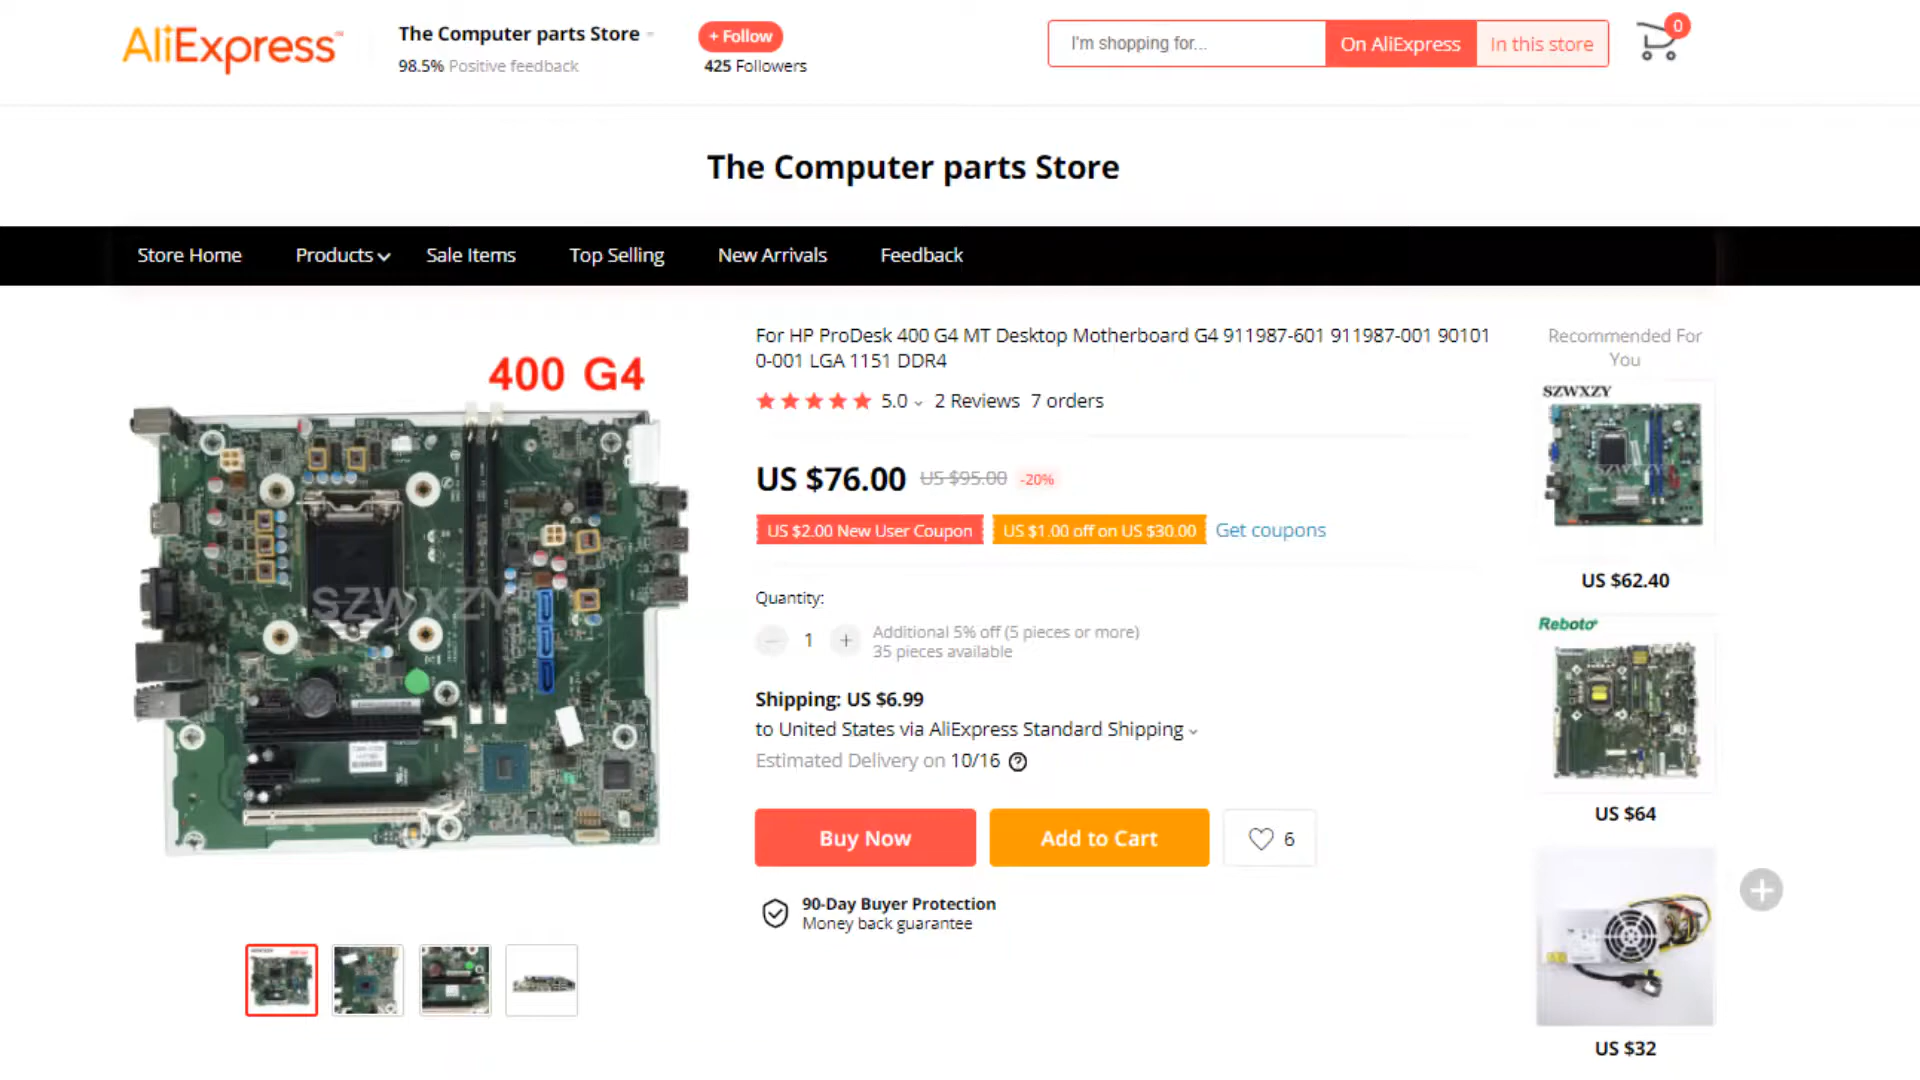 AliExpress™
The Computer parts Store
98.5% Positive feedback
+ Follow
425 Followers
I'm shopping for...
On AliExpress
In this store
0
The Computer parts Store
Store Home
Products
Sale Items
Top Selling
New Arrivals
Feedback
400 G4
SZWXZY
For HP ProDesk 400 G4 MT Desktop Motherboard G4 911987-601 911987-001 90101
0-001 LGA 1151 DDR4
5.0
2 Reviews
7 orders
US $76.00
US $95.00
-20%
US $2.00 New User Coupon
US $1.00 off on US $30.00
Get coupons
Quantity:
1
+
Additional 5% off (5 pieces or more)
35 pieces available
Shipping: US $6.99
to United States via AliExpress Standard Shipping
Estimated Delivery on 10/16
Buy Now
Add to Cart
6
90-Day Buyer Protection
Money back guarantee
Recommended For
You
SZWXZY
SZWXZY
US $62.40
Reboto
US $64
US $32